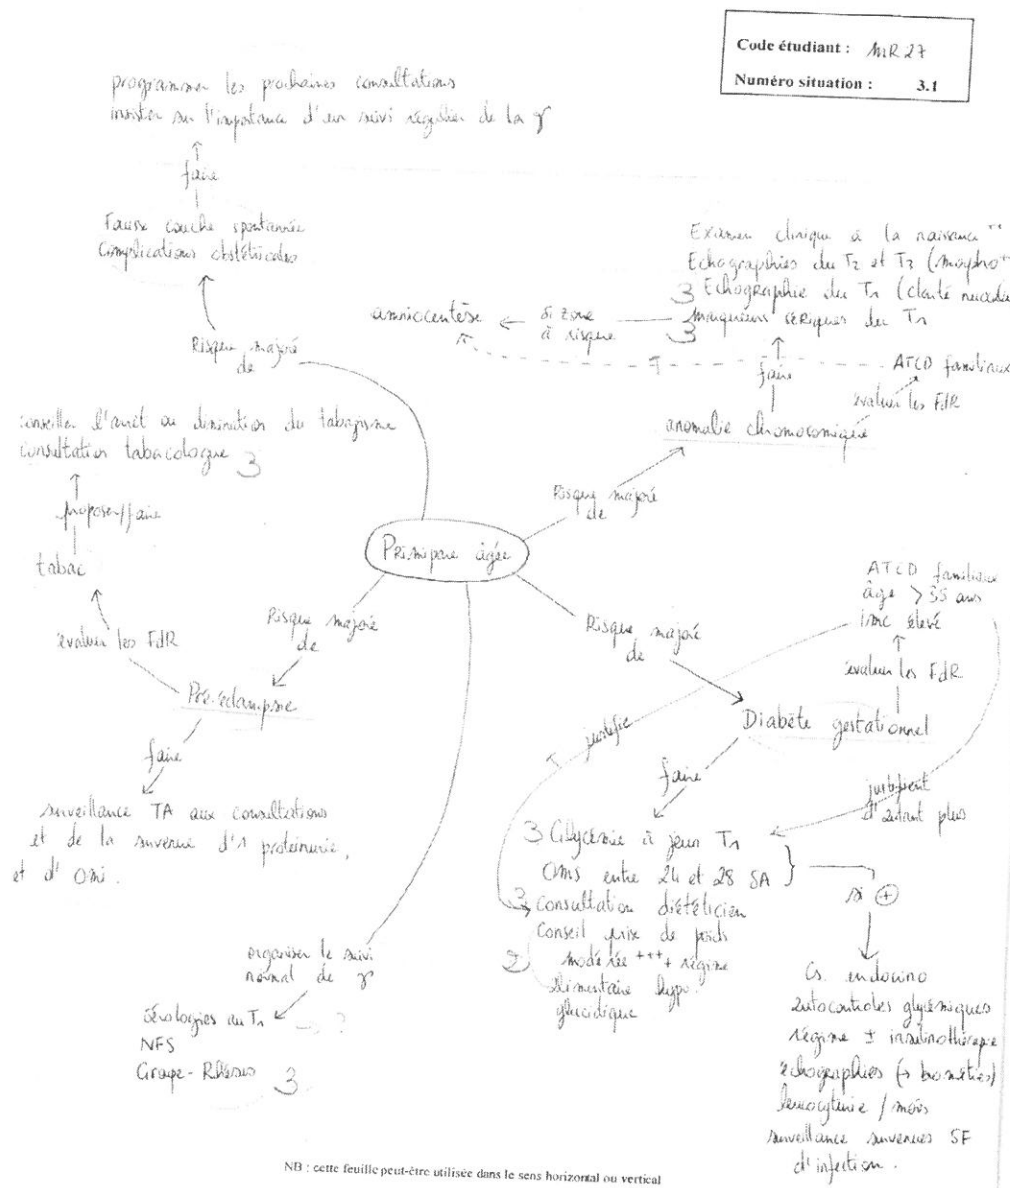 Code étudiant : MR 27
Numéro situation : 3.1
programmer les prochaines consultations
insister sur l'importance d'un suivi régulier de la γ
faire
Fausse couche spontannée
Complications obstétricales
Risque majoré
de
Examen clinique à la naissance ++
Echographies du T2 et T3 (morpho+
3 Echographie du T1 (clarté nucale
3 marqueurs sériques du T1
amniocentèse
si zone
à risque
T
faire
ATCD familiaux
évaluer les FdR
anomalie chromosomique
Risque majoré
de
conseiller l'arrêt ou diminution du tabagisme
consultation tabacologue 3
proposer/faire
tabac
évaluer les FdR
Pré-éclampsie
Risque majoré
de
Primipare âgée
faire
surveillance TA aux consultations
et de la survenue d'1 protéinurie,
et d' OMI.
Risque majoré
de
ATCD familiaux
âge > 35 ans
imc élevé
évaluer les FdR
Diabète gestationnel
T justifie
faire
justifient
d'autant plus
3 Glycémie à jeun T1
OMS entre 24 et 28 SA
3 consultation diététicien
Conseil prise de poids
2 modérée +++ + régime
alimentaire hypo.
glucidique
si ⊕
Cs. endocrino
autocontrôles glycémiques
régime ± insulinothérapie
échographies (→ biométries)
leucocyturie / mois
surveillance survenues SF
d'infection.
organiser le suivi
normal de γ
sérologies au T1 → ?
NFS
Groupe-Rhésus 3
NB : cette feuille peut-être utilisée dans le sens horizontal ou vertical